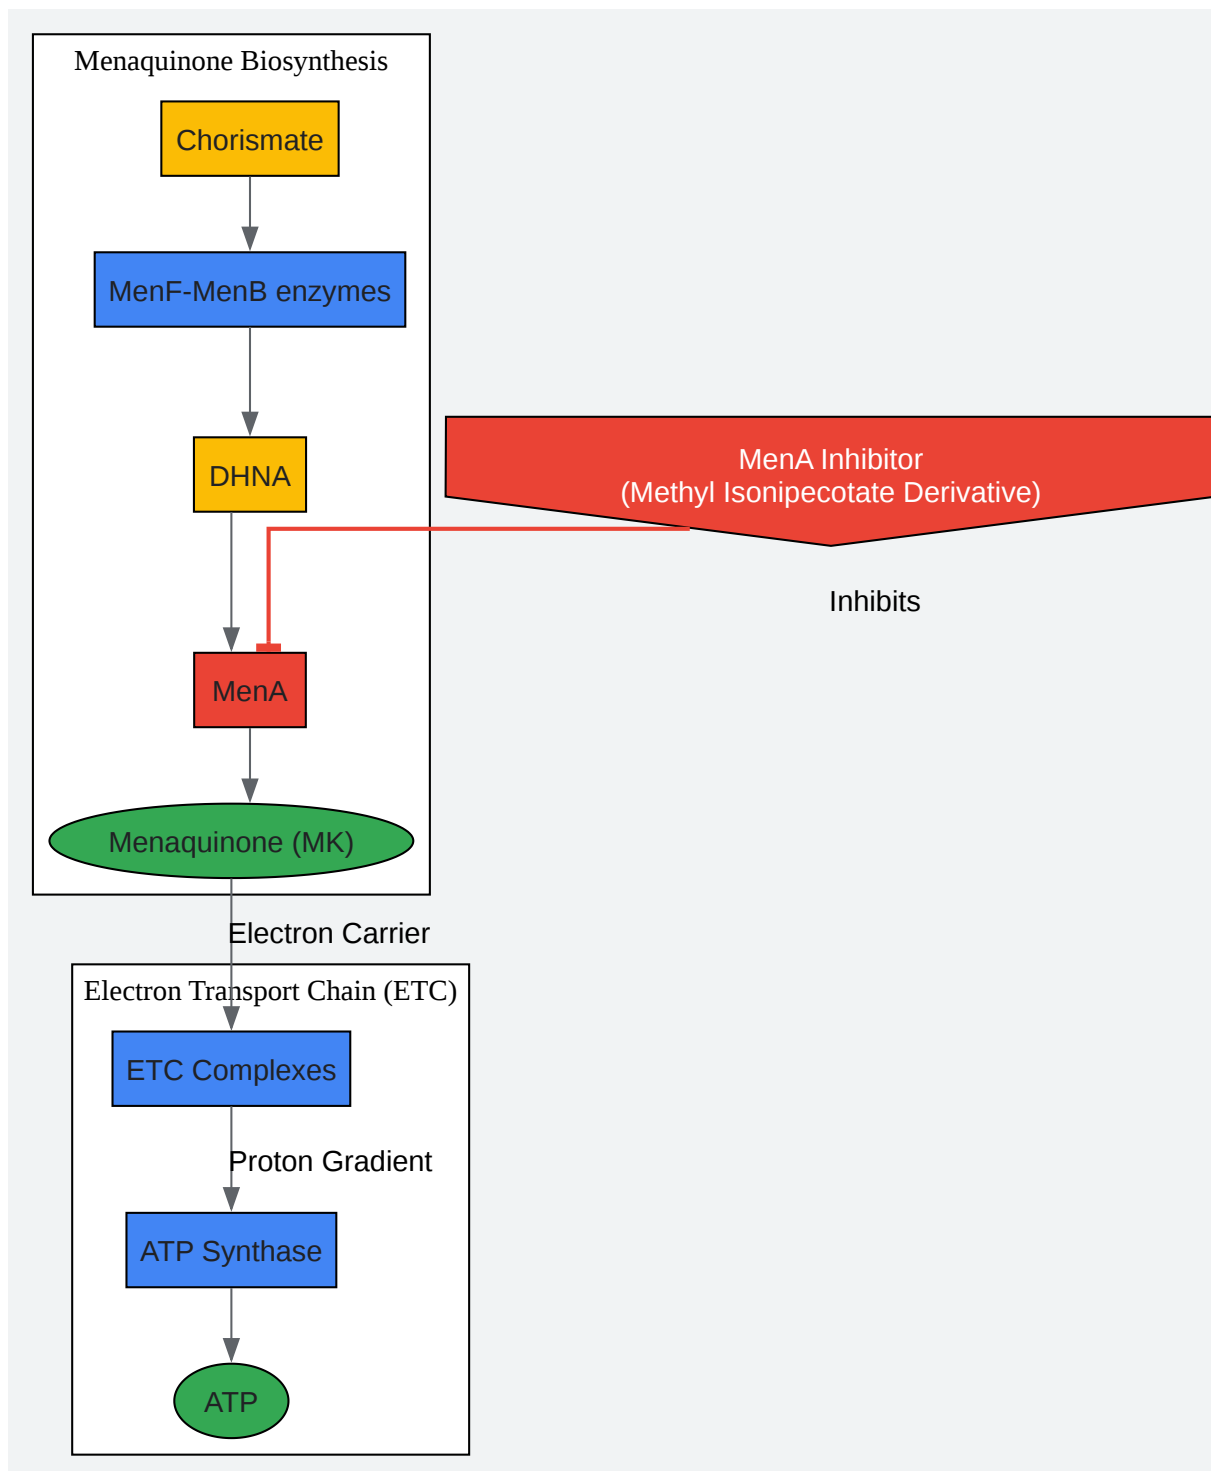 Menaquinone Biosynthesis
Chorismate
MenF-MenB enzymes
DHNA
MenA Inhibitor
(Methyl Isonipecotate Derivative)
Inhibits
MenA
Menaquinone (MK)
Electron Carrier
Electron Transport Chain (ETC)
ETC Complexes
Proton Gradient
ATP Synthase
ATP